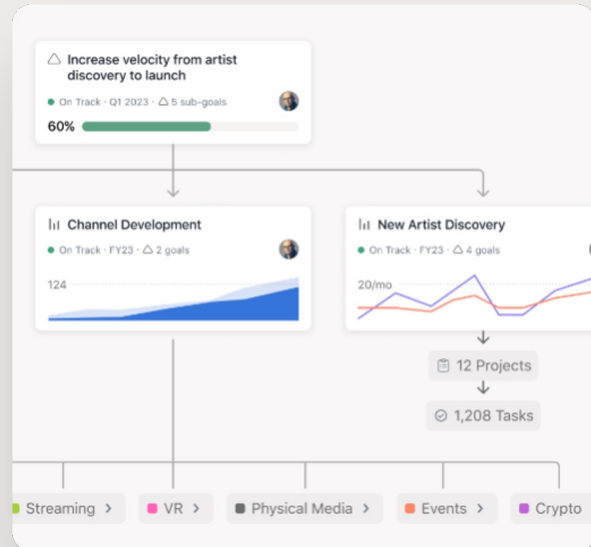 Increase velocity from artist
discovery to launch
On Track · Q1 2023 · 5 sub-goals
60%
Channel Development
On Track · FY23 · 2 goals
124
New Artist Discovery
On Track · FY23 · 4 goals
20/mo
12 Projects
1,208 Tasks
Streaming
VR
Physical Media
Events
Crypto